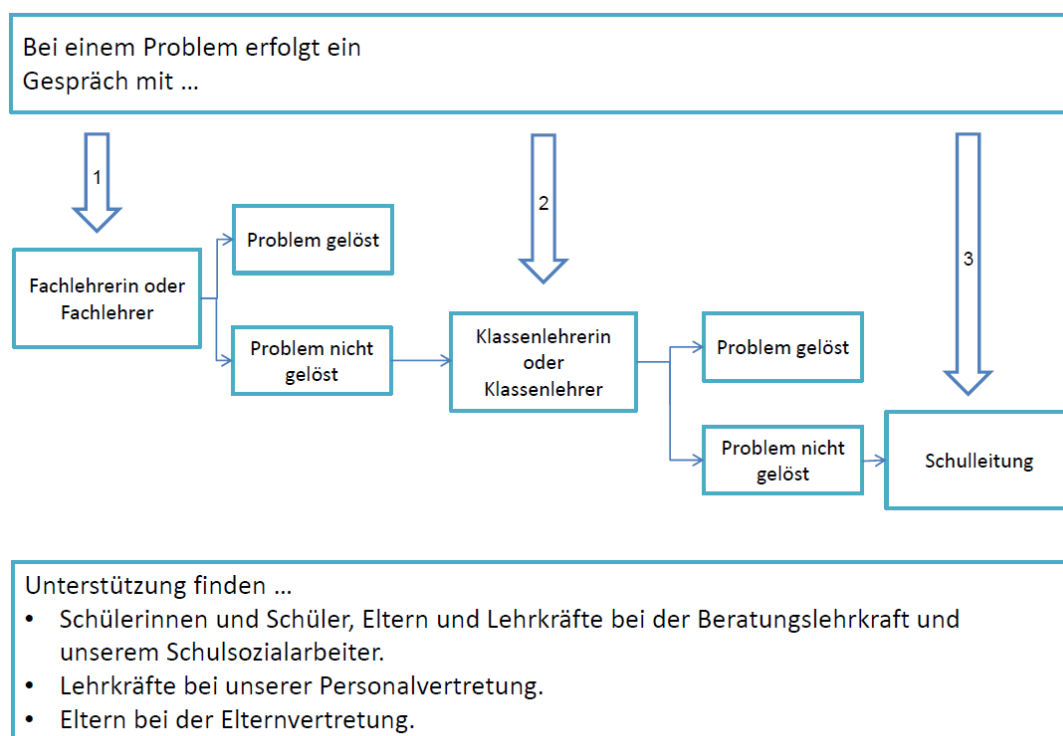 Bei einem Problem erfolgt ein
Gespräch mit ...
1
2
3
Fachlehrerin oder
Fachlehrer
Problem gelöst
Problem nicht
gelöst
Klassenlehrerin
oder
Klassenlehrer
Problem gelöst
Problem nicht
gelöst
Schulleitung
Unterstützung finden ...
• Schülerinnen und Schüler, Eltern und Lehrkräfte bei der Beratungslehrkraft und
unserem Schulsozialarbeiter.
• Lehrkräfte bei unserer Personalvertretung.
• Eltern bei der Elternvertretung.